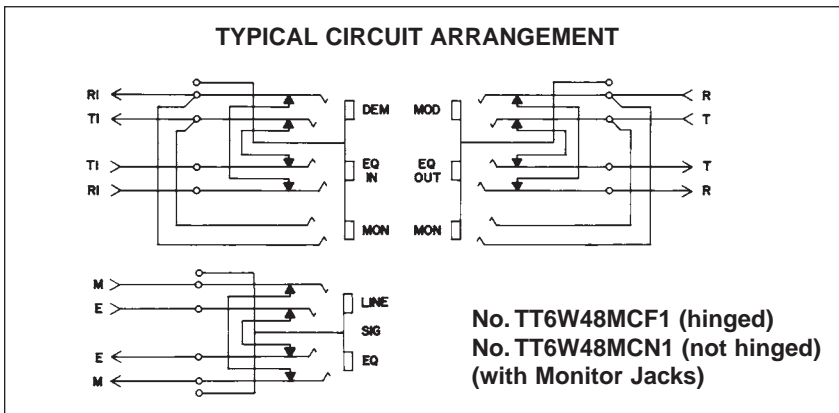 TYPICAL CIRCUIT ARRANGEMENT
RI
TI
TI
RI
DEM
EQ
IN
MON
MOD
EQ
OUT
MON
R
T
T
R
M
E
E
M
LINE
SIG
EQ
No. TT6W48MCF1 (hinged)
No. TT6W48MCN1 (not hinged)
(with Monitor Jacks)